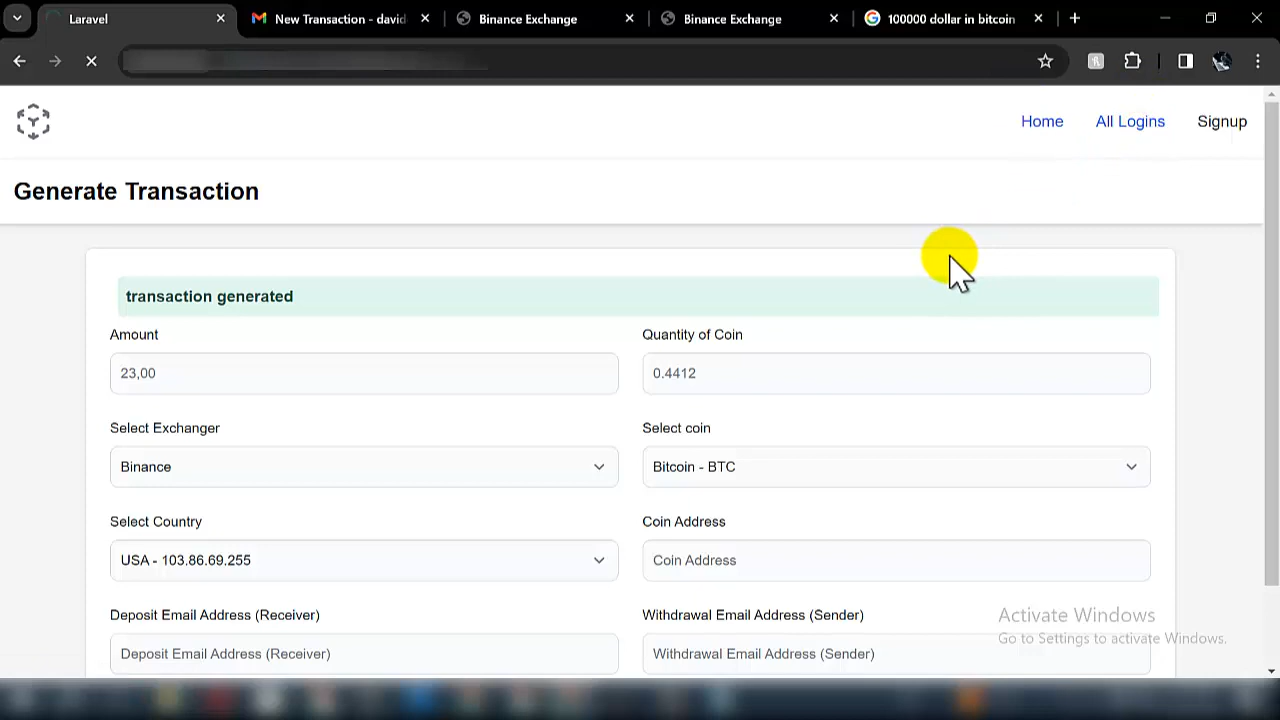 Laravel
New Transaction - david
Binance Exchange
Binance Exchange
100000 dollar in bitcoin
Home
All Logins
Signup
Generate Transaction
transaction generated
Amount
Quantity of Coin
23,00
0.4412
Select Exchanger
Select coin
Binance
Bitcoin - BTC
Select Country
Coin Address
USA - 103.86.69.255
Coin Address
Deposit Email Address (Receiver)
Withdrawal Email Address (Sender)
Deposit Email Address (Receiver)
Withdrawal Email Address (Sender)
Activate Windows
Go to Settings to activate Windows.